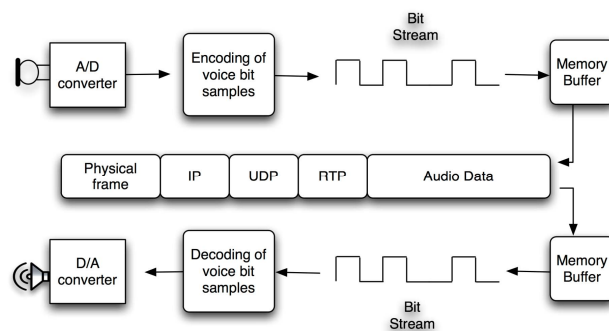 Bit
Stream
A/D
converter
Encoding of
voice bit
samples
Memory
Buffer
Physical
frame
IP
UDP
RTP
Audio Data
D/A
converter
Decoding of
voice bit
samples
Memory
Buffer
Bit
Stream